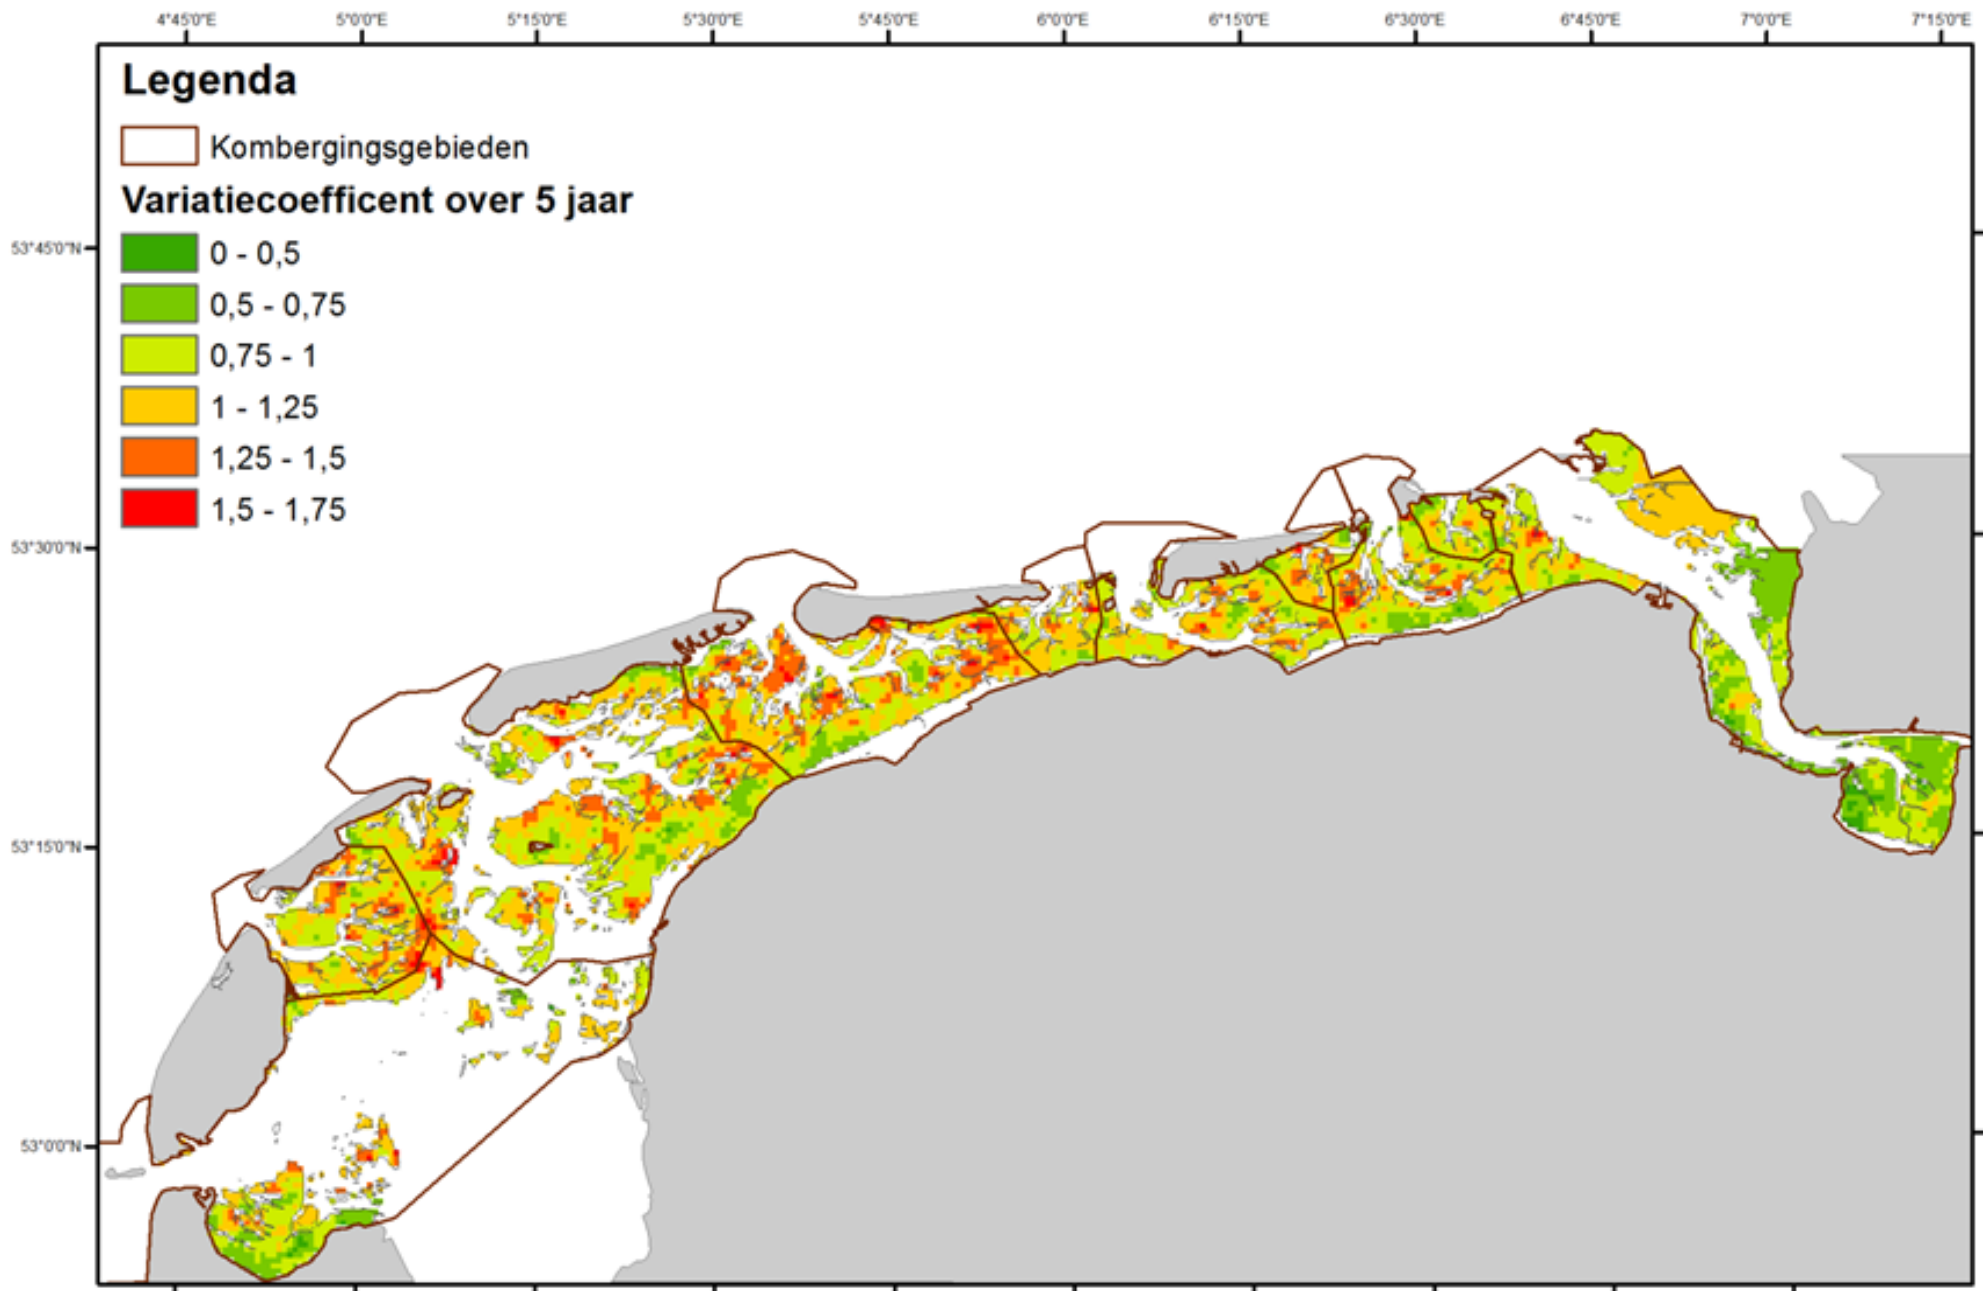 4°45'0"E 5°0'0"E 5°15'0"E 5°30'0"E 5°45'0"E 6°0'0"E 6°15'0"E 6°30'0"E 6°45'0"E 7°0'0"E 7°15'0"E
Legenda
Kombergingsgebieden
Variatiecoefficent over 5 jaar
0 - 0,5
0,5 - 0,75
0,75 - 1
1 - 1,25
1,25 - 1,5
1,5 - 1,75
53°45'0"N
53°30'0"N
53°15'0"N
53°0'0"N